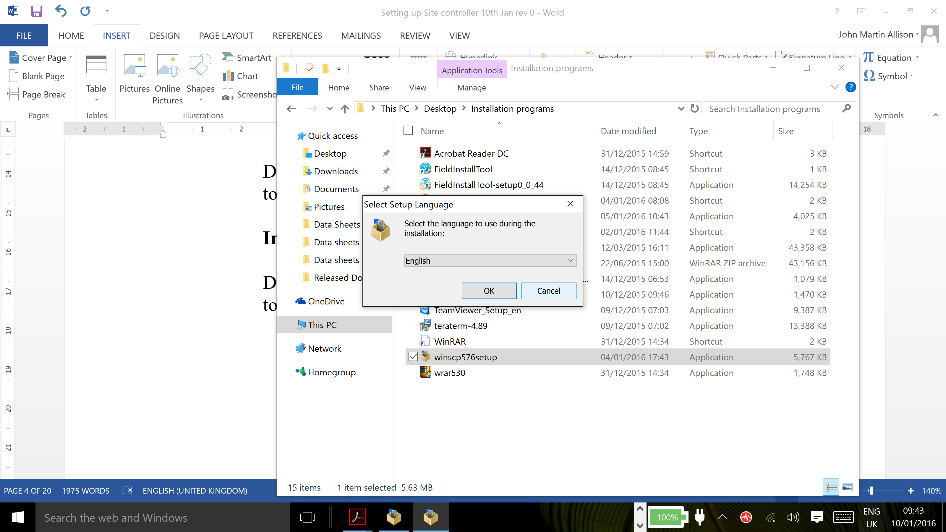 Setting up Site controller 10th Jan rev 0 - Word
FILE HOME INSERT DESIGN PAGE LAYOUT REFERENCES MAILINGS REVIEW VIEW
John Martin Allison
Cover Page
Blank Page
Page Break
Pages
Table
Tables
Pictures
Online Pictures
Shapes
SmartArt
Chart
Illustrations
Equation
Symbol
Symbols
Application Tools
Installation programs
File Home Share View Manage
This PC > Desktop > Installation programs
Search Installation programs
Quick access
Desktop
Downloads
Documents
Pictures
Data Sheets
Data sheets
Data sheets
Released Do
OneDrive
This PC
Network
Homegroup
Name Date modified Type Size
Acrobat Reader DC 31/12/2015 14:59 Shortcut 3 KB
FieldInstallTool 14/12/2015 08:45 Shortcut 1 KB
FieldInstallTool-setup0_0_44 14/12/2015 08:45 Application 14,254 KB
04/01/2016 08:08 Shortcut 2 KB
05/01/2016 10:43 Application 4,025 KB
02/01/2016 11:44 Shortcut 2 KB
12/03/2015 16:11 Application 43,358 KB
22/06/2015 15:00 WinRAR ZIP archive 43,156 KB
14/12/2015 06:53 Application 1,079 KB
10/12/2015 09:46 Application 1,470 KB
TeamViewer_Setup_en 09/12/2015 07:03 Application 9,387 KB
teraterm-4.89 09/12/2015 07:02 Application 13,388 KB
WinRAR 31/12/2015 14:34 Shortcut 2 KB
winscp576setup 04/01/2016 17:43 Application 5,767 KB
wrar530 31/12/2015 14:34 Application 1,748 KB
Select Setup Language
Select the language to use during the
installation:
English
OK Cancel
15 items 1 item selected 5.63 MB
PAGE 4 OF 20 1975 WORDS ENGLISH (UNITED KINGDOM) 140%
Search the web and Windows
100%
ENG
UK
09:43
10/01/2016